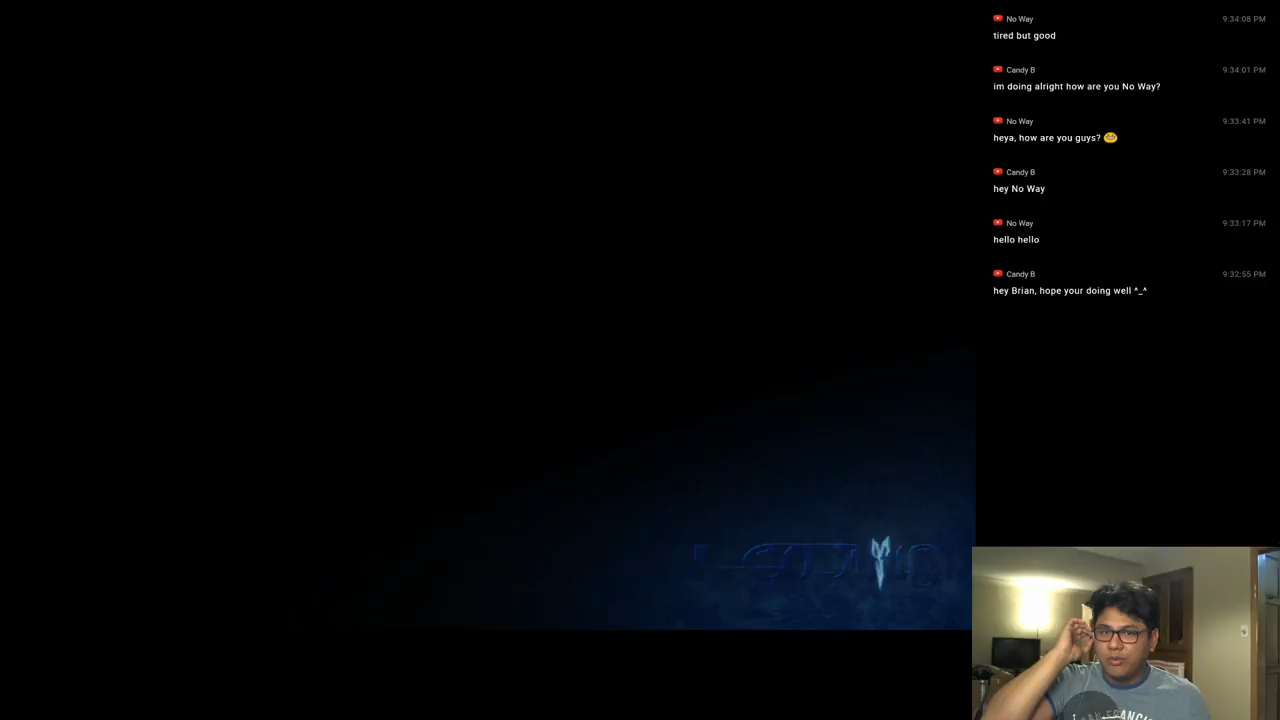 No Way 9:34:08 PM
tired but good
Candy B 9:34:01 PM
im doing alright how are you No Way?
No Way 9:33:41 PM
heya, how are you guys?
Candy B 9:33:28 PM
hey No Way
No Way 9:33:17 PM
hello hello
Candy B 9:32:55 PM
hey Brian, hope your doing well ^_^